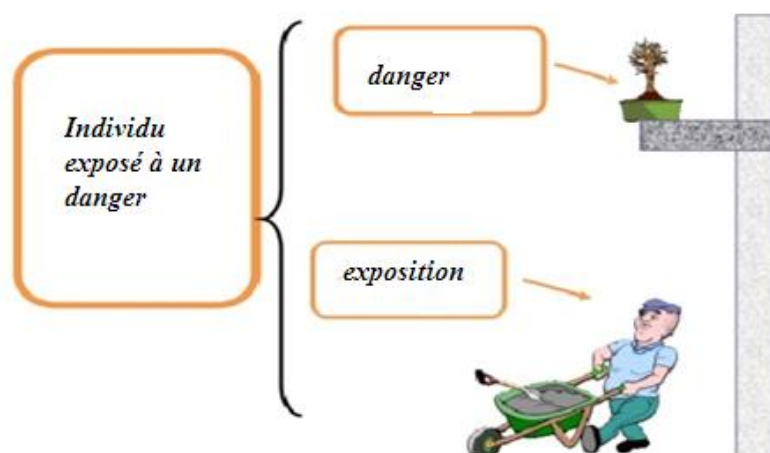 Individu
exposé à un
danger
danger
exposition